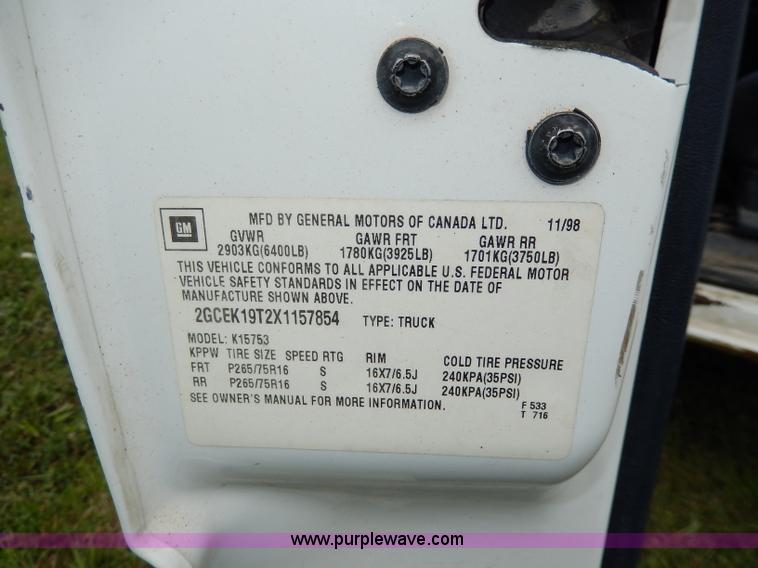 GM
MFD BY GENERAL MOTORS OF CANADA LTD. 11/98
GVWR GAWR FRT GAWR RR
2903KG(6400LB) 1780KG(3925LB) 1701KG(3750LB)
THIS VEHICLE CONFORMS TO ALL APPLICABLE U.S. FEDERAL MOTOR
VEHICLE SAFETY STANDARDS IN EFFECT ON THE DATE OF
MANUFACTURE SHOWN ABOVE.
2GCEK19T2X1157854 TYPE: TRUCK
MODEL: K15753
KPPW TIRE SIZE SPEED RTG RIM COLD TIRE PRESSURE
FRT P265/75R16 S 16X7/6.5J 240KPA(35PSI)
RR P265/75R16 S 16X7/6.5J 240KPA(35PSI)
SEE OWNER'S MANUAL FOR MORE INFORMATION.
F 533
T 716
www.purplewave.com